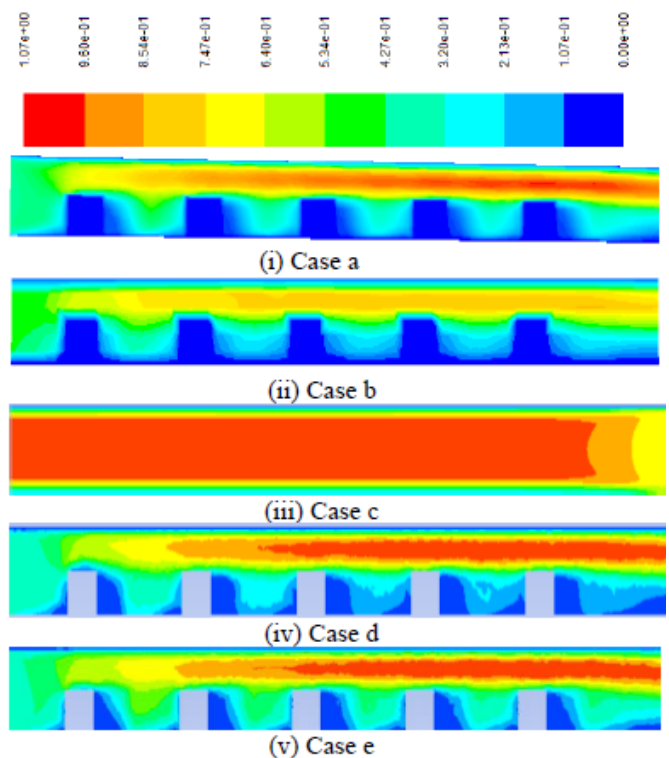 1.07e+00
9.60e-01
8.54e-01
7.47e-01
6.40e-01
5.34e-01
4.27e-01
3.20e-01
2.13e-01
1.07e-01
0.00e+00
(i) Case a
(ii) Case b
(iii) Case c
(iv) Case d
(v) Case e